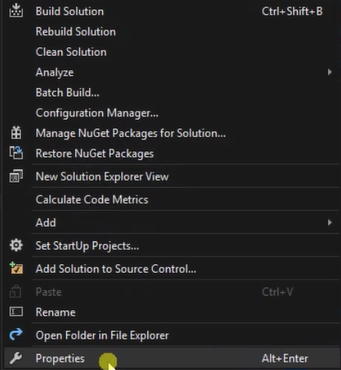 Build Solution Ctrl+Shift+B
Rebuild Solution
Clean Solution
Analyze
Batch Build...
Configuration Manager...
Manage NuGet Packages for Solution...
Restore NuGet Packages
New Solution Explorer View
Calculate Code Metrics
Add
Set StartUp Projects...
Add Solution to Source Control...
Paste Ctrl+V
Rename
Open Folder in File Explorer
Properties Alt+Enter